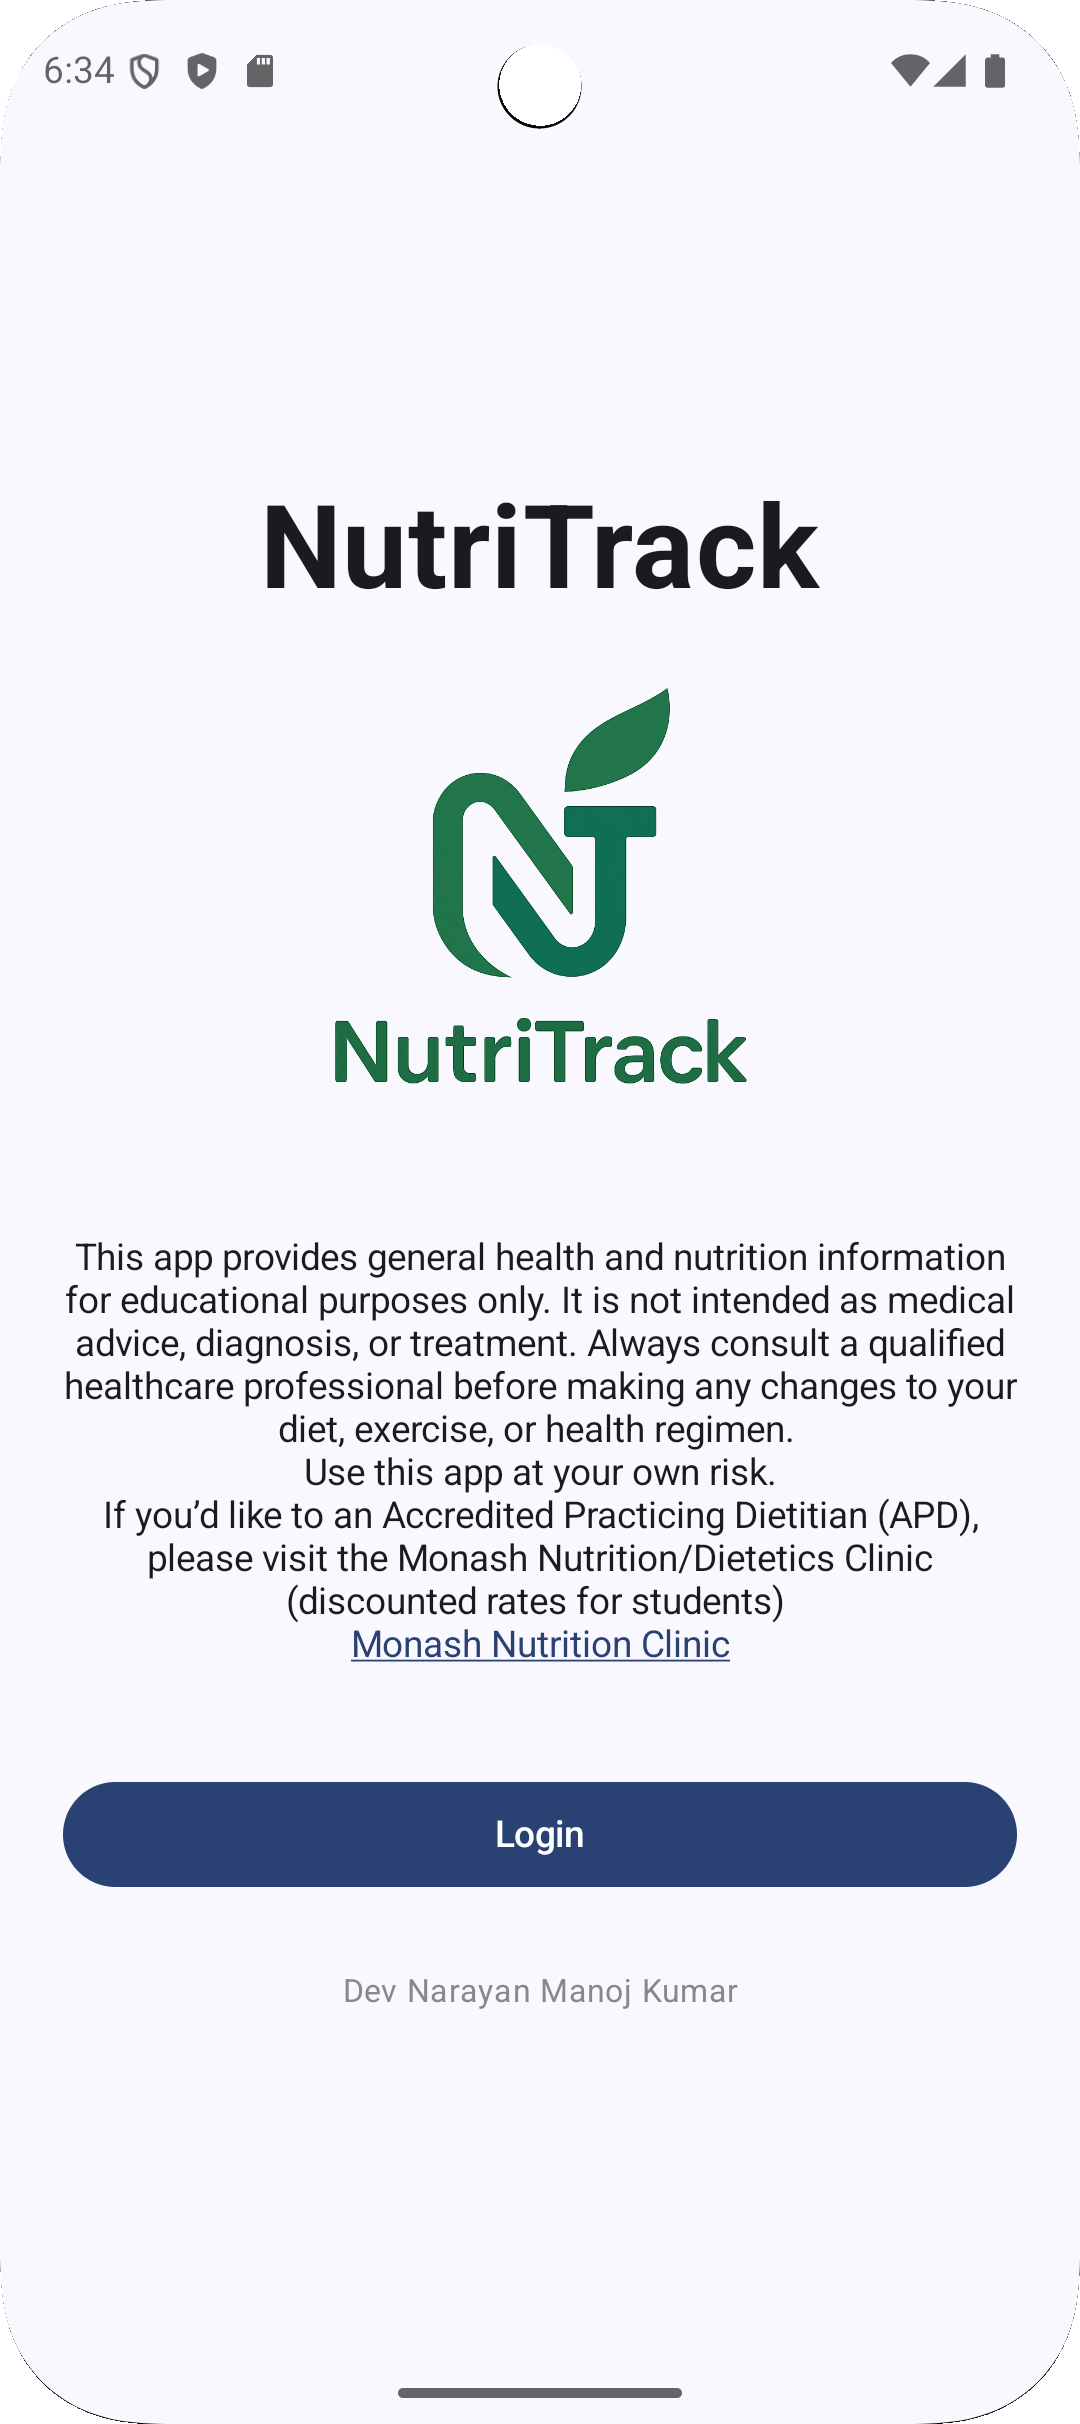 6:34
NutriTrack
NutriTrack
This app provides general health and nutrition information
for educational purposes only. It is not intended as medical
advice, diagnosis, or treatment. Always consult a qualified
healthcare professional before making any changes to your
diet, exercise, or health regimen.
Use this app at your own risk.
If you’d like to an Accredited Practicing Dietitian (APD),
please visit the Monash Nutrition/Dietetics Clinic
(discounted rates for students)
Monash Nutrition Clinic
Login
Dev Narayan Manoj Kumar